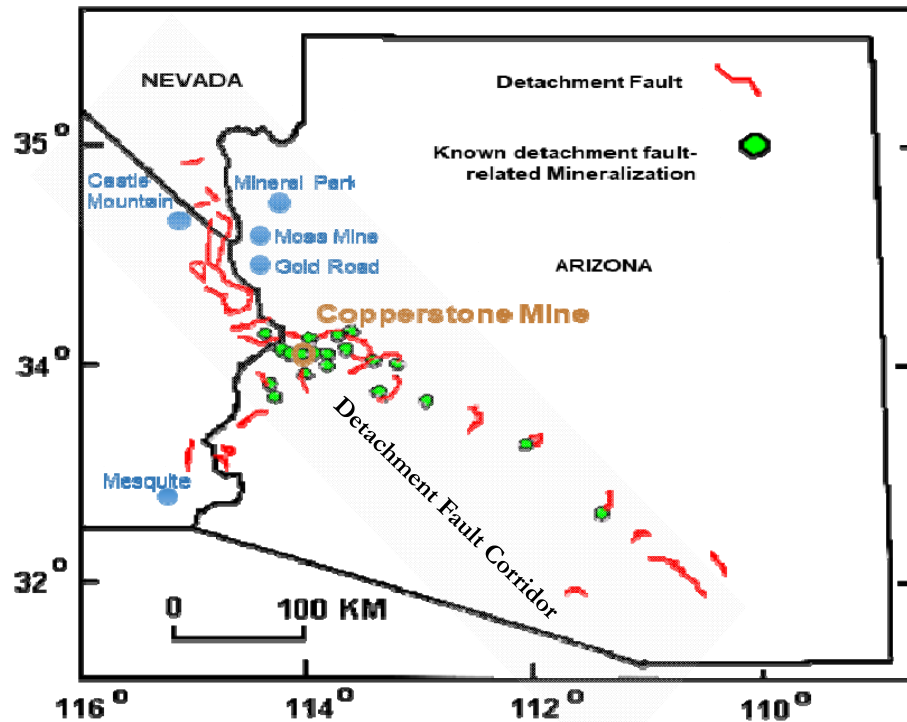 NEVADA
Detachment Fault
35°
Known detachment fault-
related Mineralization
Castle
Mountain
Mineral Park
Moss Mine
Gold Road
ARIZONA
Copperstone Mine
34°
33°
Detachment Fault Corridor
Mesquite
32°
0 100 KM
116° 114° 112° 110°